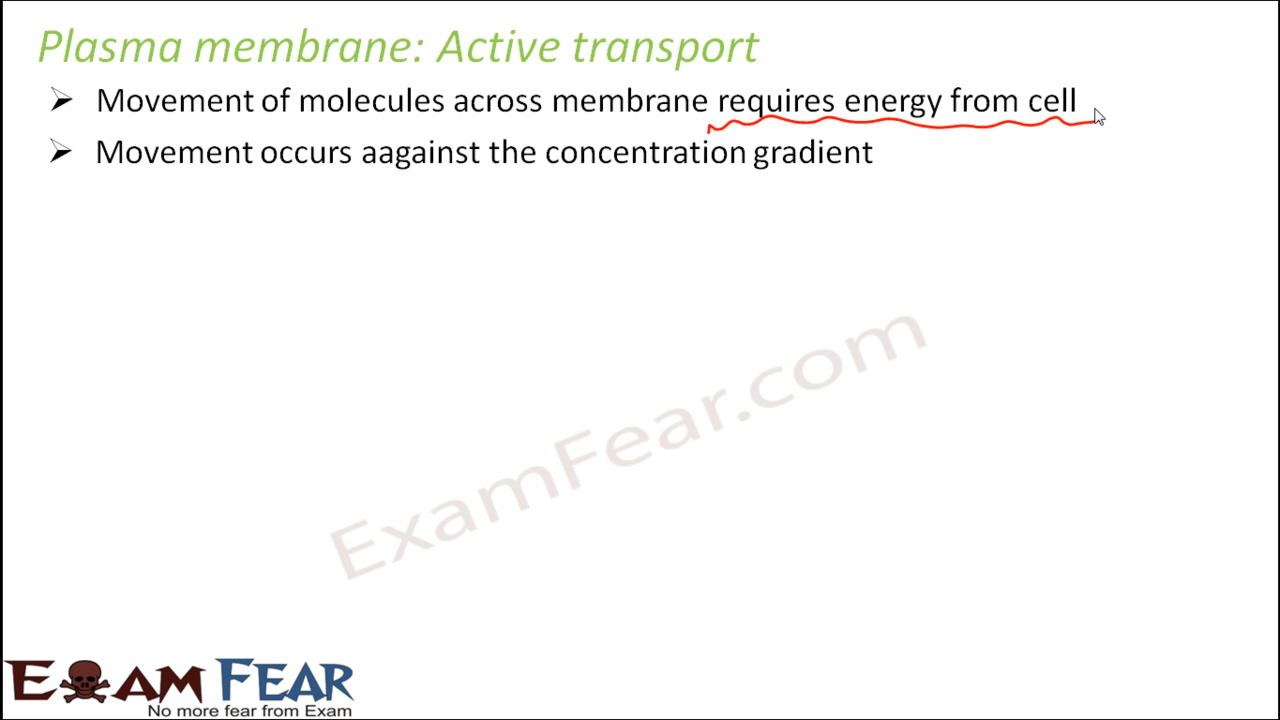 Plasma membrane: Active transport
➢ Movement of molecules across membrane requires energy from cell
➢ Movement occurs aagainst the concentration gradient
ExamFear.com
EXAM FEAR
No more fear from Exam